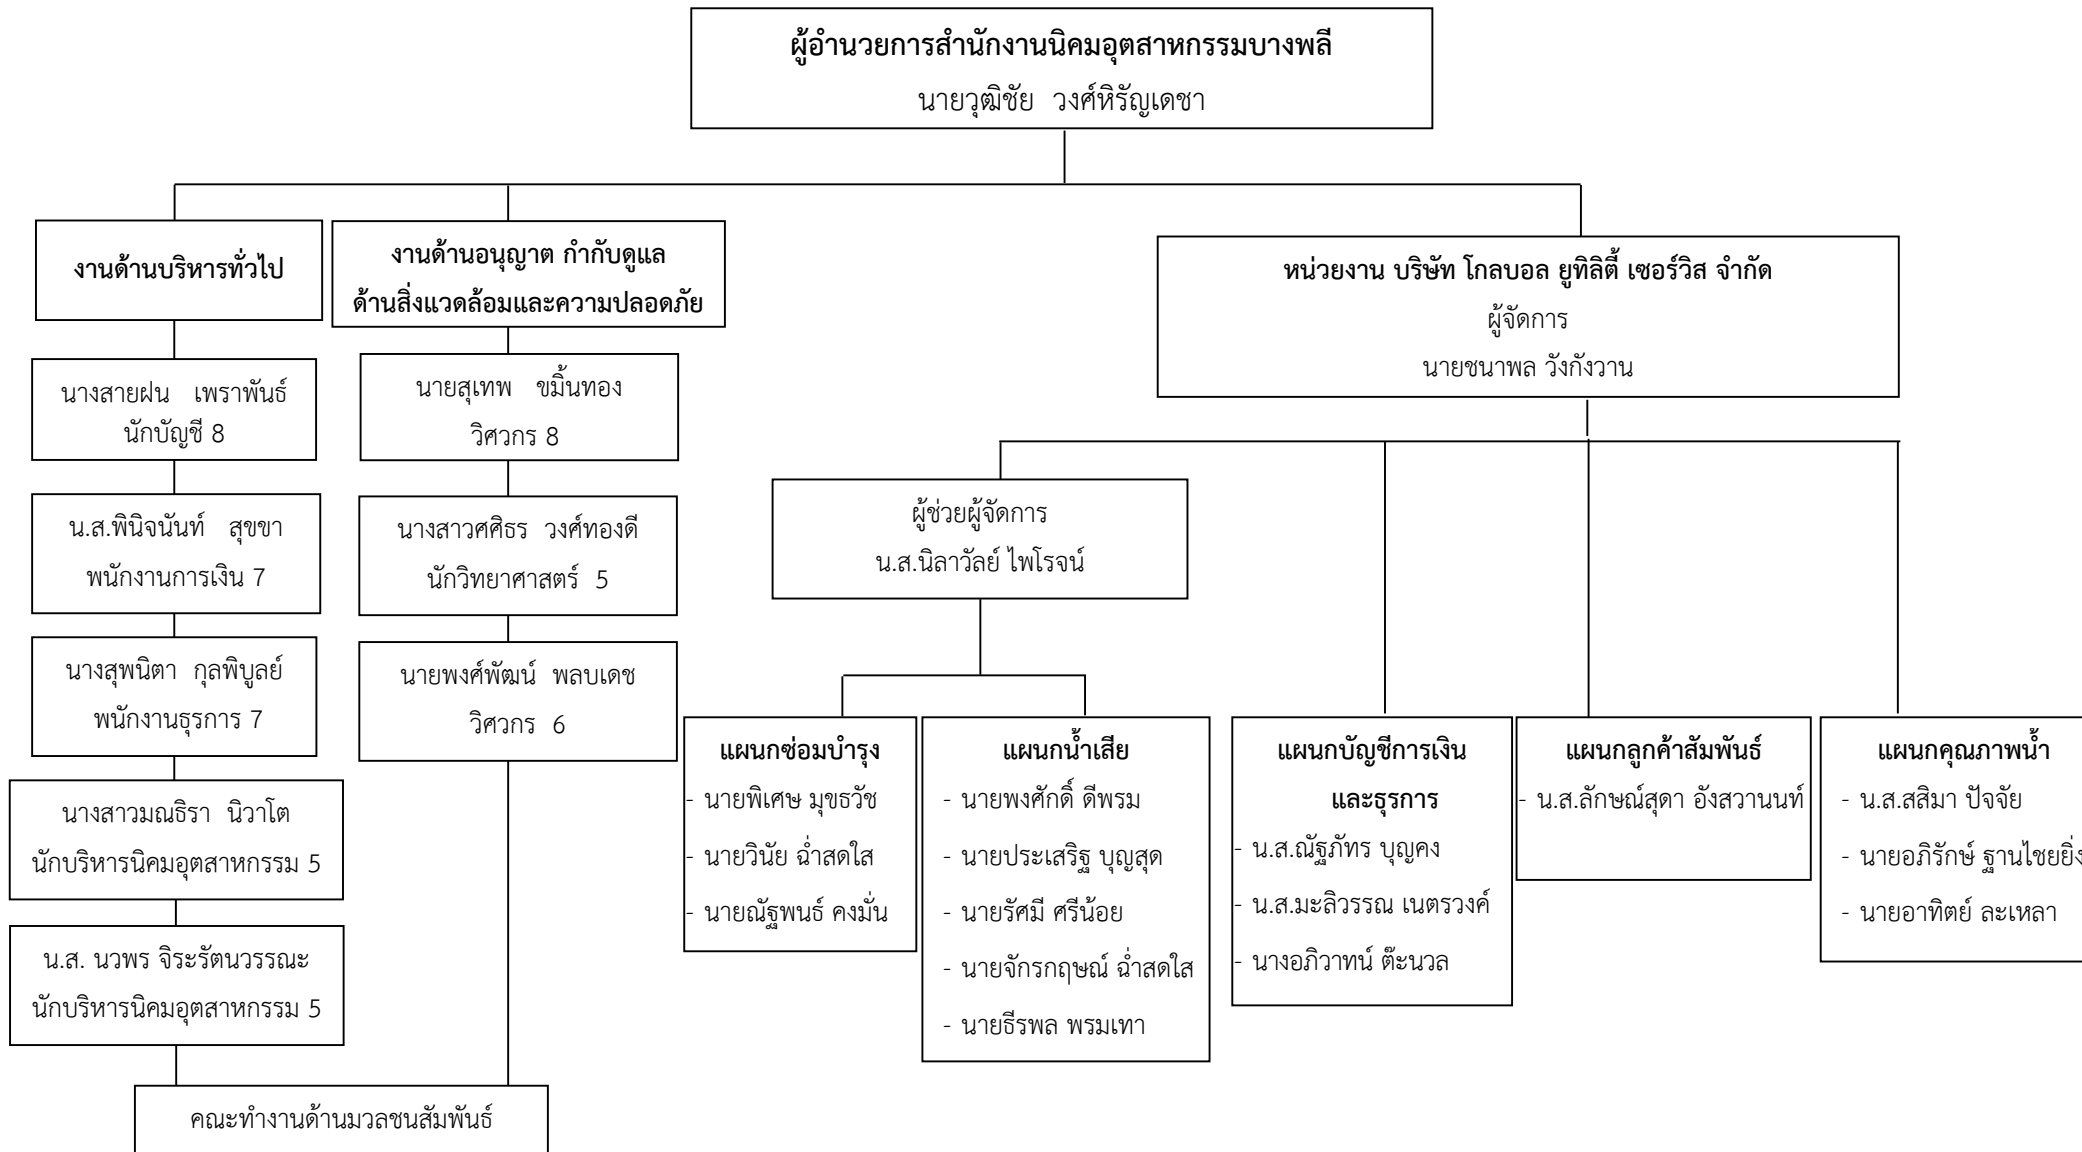 ผู้อำนวยการสำนักงานนิคมอุตสาหกรรมบางพลี
นายวุฒิชัย วงศ์หิรัญเดชา
งานด้านบริหารทั่วไป
นางสายฝน เพราพันธ์
นักบัญชี 8
น.ส.พินิจนันท์ สุขขา
พนักงานการเงิน 7
นางสุพนิตา กุลพิบูลย์
พนักงานธุรการ 7
นางสาวมณธิรา นิวาโต
นักบริหารนิคมอุตสาหกรรม 5
น.ส. นวพร จิระรัตนวรรณะ
นักบริหารนิคมอุตสาหกรรม 5
งานด้านอนุญาต กำกับดูแล
ด้านสิ่งแวดล้อมและความปลอดภัย
นายสุเทพ ขมิ้นทอง
วิศวกร 8
นางสาวศศิธร วงศ์ทองดี
นักวิทยาศาสตร์ 5
นายพงศ์พัฒน์ พลบเดช
วิศวกร 6
คณะทำงานด้านมวลชนสัมพันธ์
หน่วยงาน บริษัท โกลบอล ยูทิลิตี้ เซอร์วิส จำกัด
ผู้จัดการ
นายชนาพล วังกังวาน
ผู้ช่วยผู้จัดการ
น.ส.นิลาวัลย์ ไพโรจน์
แผนกซ่อมบำรุง
- นายพิเศษ มุขธวัช
- นายวินัย ฉ่ำสดใส
- นายณัฐพนธ์ คงมั่น
แผนกน้ำเสีย
- นายพงศักดิ์ ดีพรม
- นายประเสริฐ บุญสุด
- นายรัศมี ศรีน้อย
- นายจักรกฤษณ์ ฉ่ำสดใส
- นายธีรพล พรมเทา
แผนกบัญชีการเงิน
และธุรการ
- น.ส.ณัฐภัทร บุญคง
- น.ส.มะลิวรรณ เนตรวงค์
- นางอภิวาทน์ ต๊ะนวล
แผนกลูกค้าสัมพันธ์
- น.ส.ลักษณ์สุดา อังสวานนท์
แผนกคุณภาพน้ำ
- น.ส.สสิมา ปัจจัย
- นายอภิรักษ์ ฐานไชยยิ่ง
- นายอาทิตย์ ละเหลา